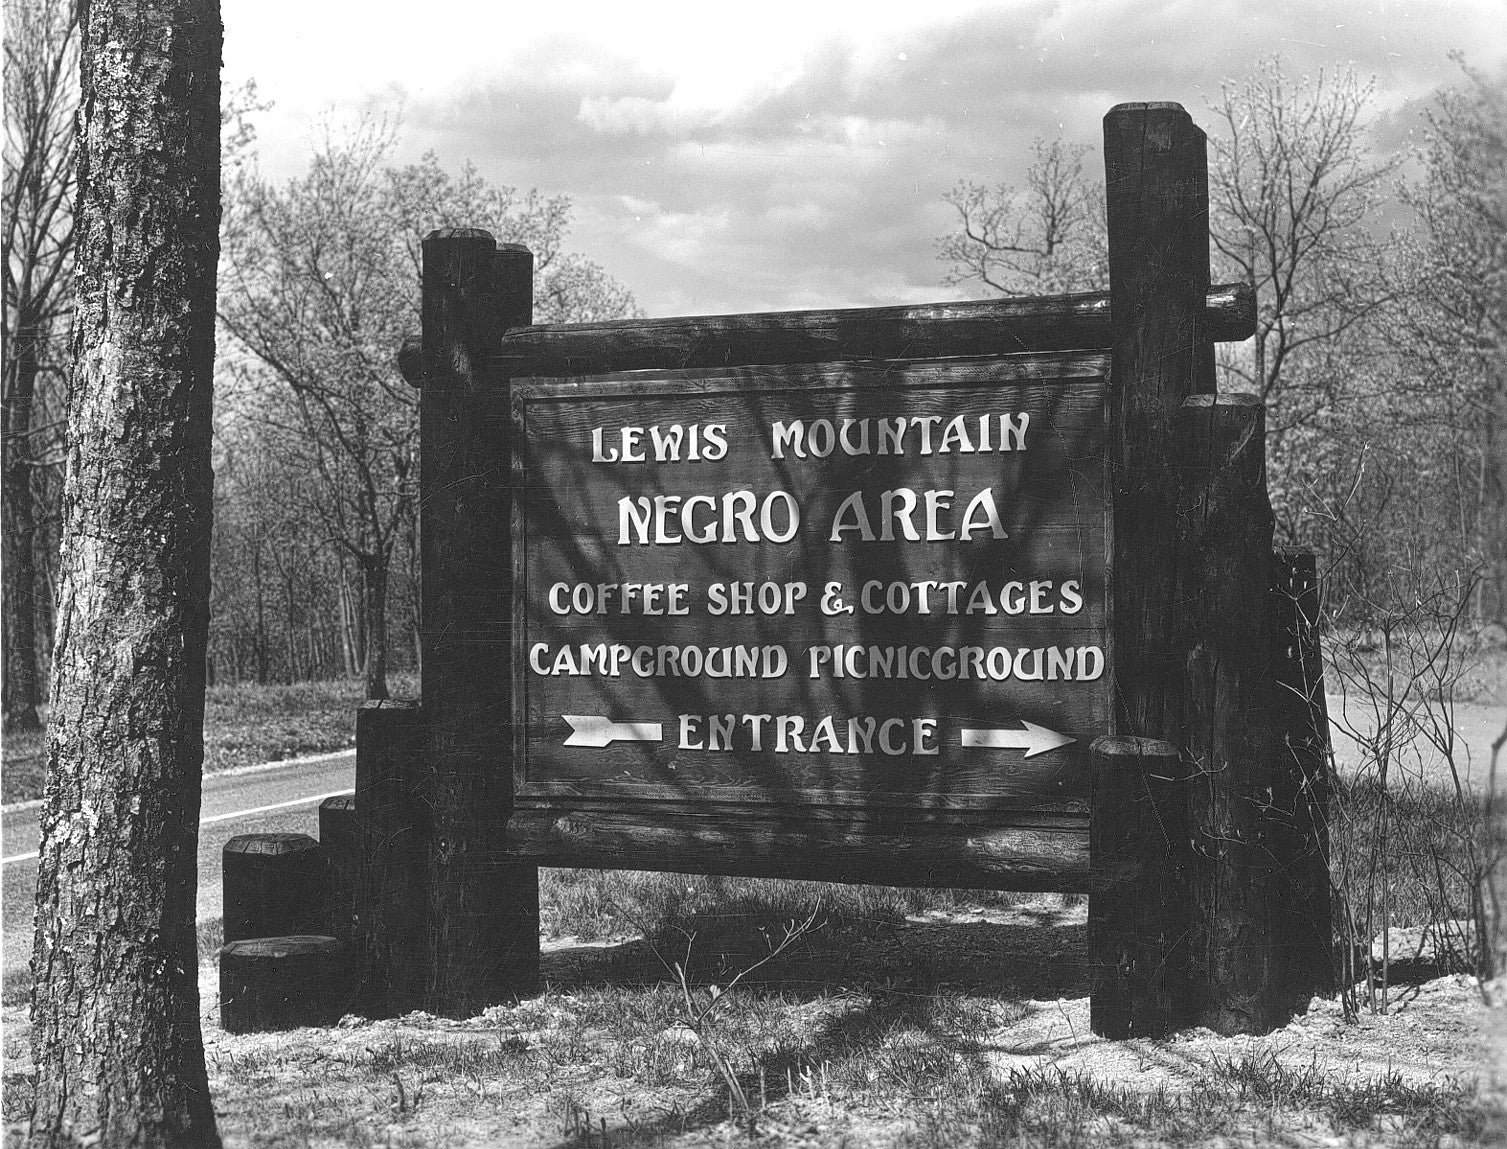 LEWIS MOUNTAIN
NEGRO AREA
COFFEE SHOP & COTTAGES
CAMPGROUND PICNICGROUND
ENTRANCE